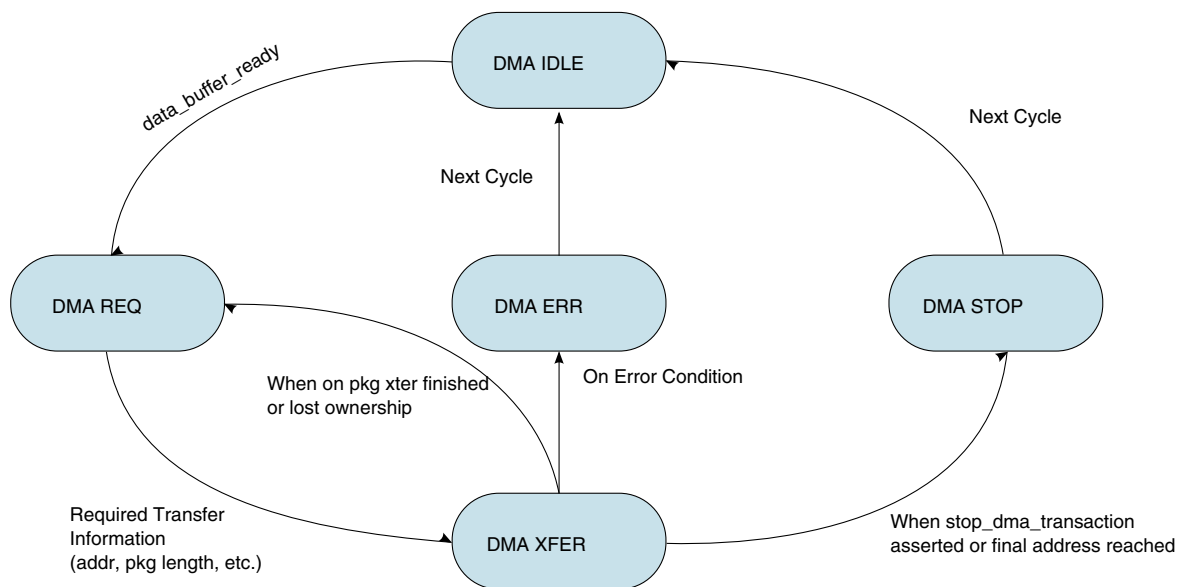 DMA IDLE
data_buffer_ready
Next Cycle
Next Cycle
DMA REQ
DMA ERR
DMA STOP
When on pkg xter finished
or lost ownership
On Error Condition
Required Transfer
Information
(addr, pkg length, etc.)
DMA XFER
When stop_dma_transaction
asserted or final address reached